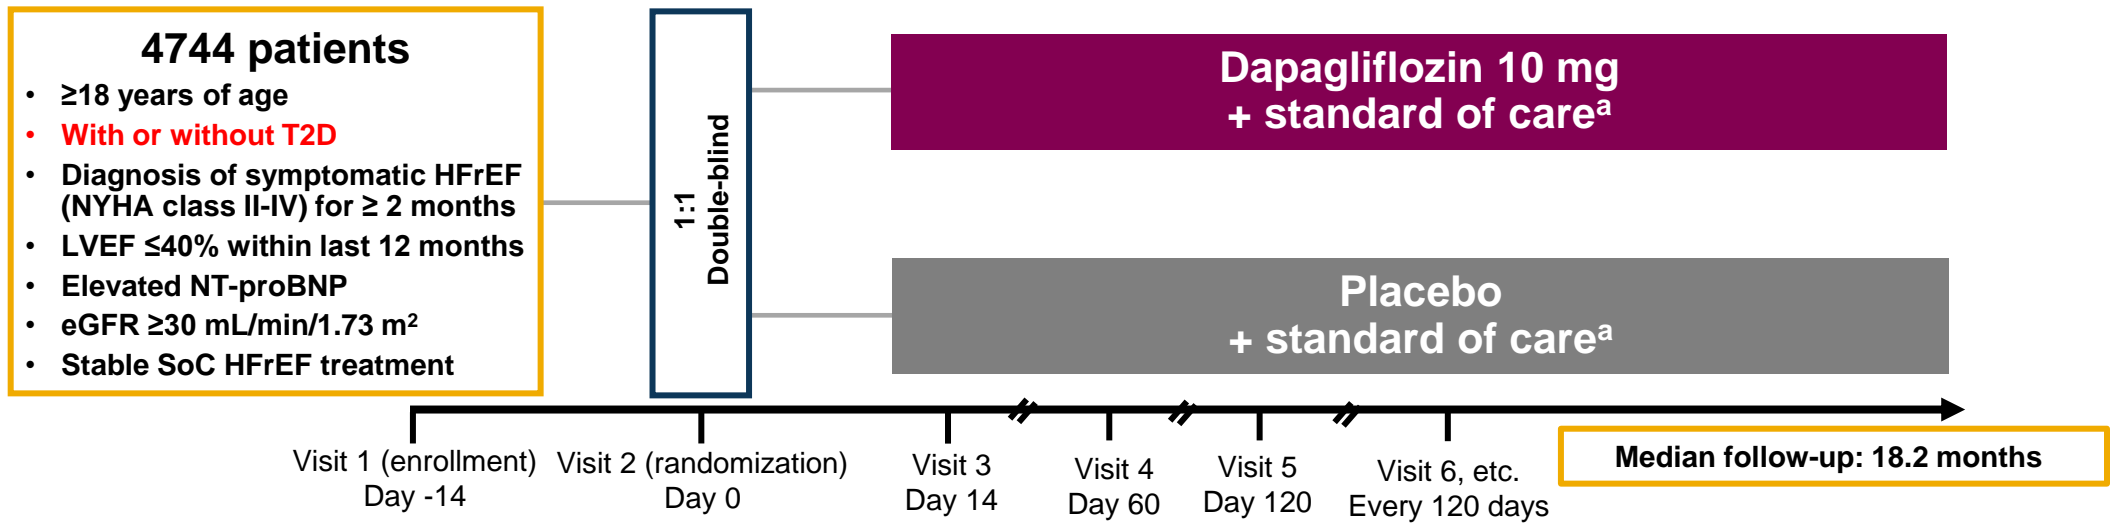 4744 patients
• ≥18 years of age
• With or without T2D
• Diagnosis of symptomatic HFrEF
(NYHA class II-IV) for ≥ 2 months
• LVEF ≤40% within last 12 months
• Elevated NT-proBNP
• eGFR ≥30 mL/min/1.73 m²
• Stable SoC HFrEF treatment
1:1
Double-blind
Dapagliflozin 10 mg
+ standard of careᵃ
Placebo
+ standard of careᵃ
Visit 1 (enrollment)
Day -14
Visit 2 (randomization)
Day 0
Visit 3
Day 14
Visit 4
Day 60
Visit 5
Day 120
Visit 6, etc.
Every 120 days
Median follow-up: 18.2 months